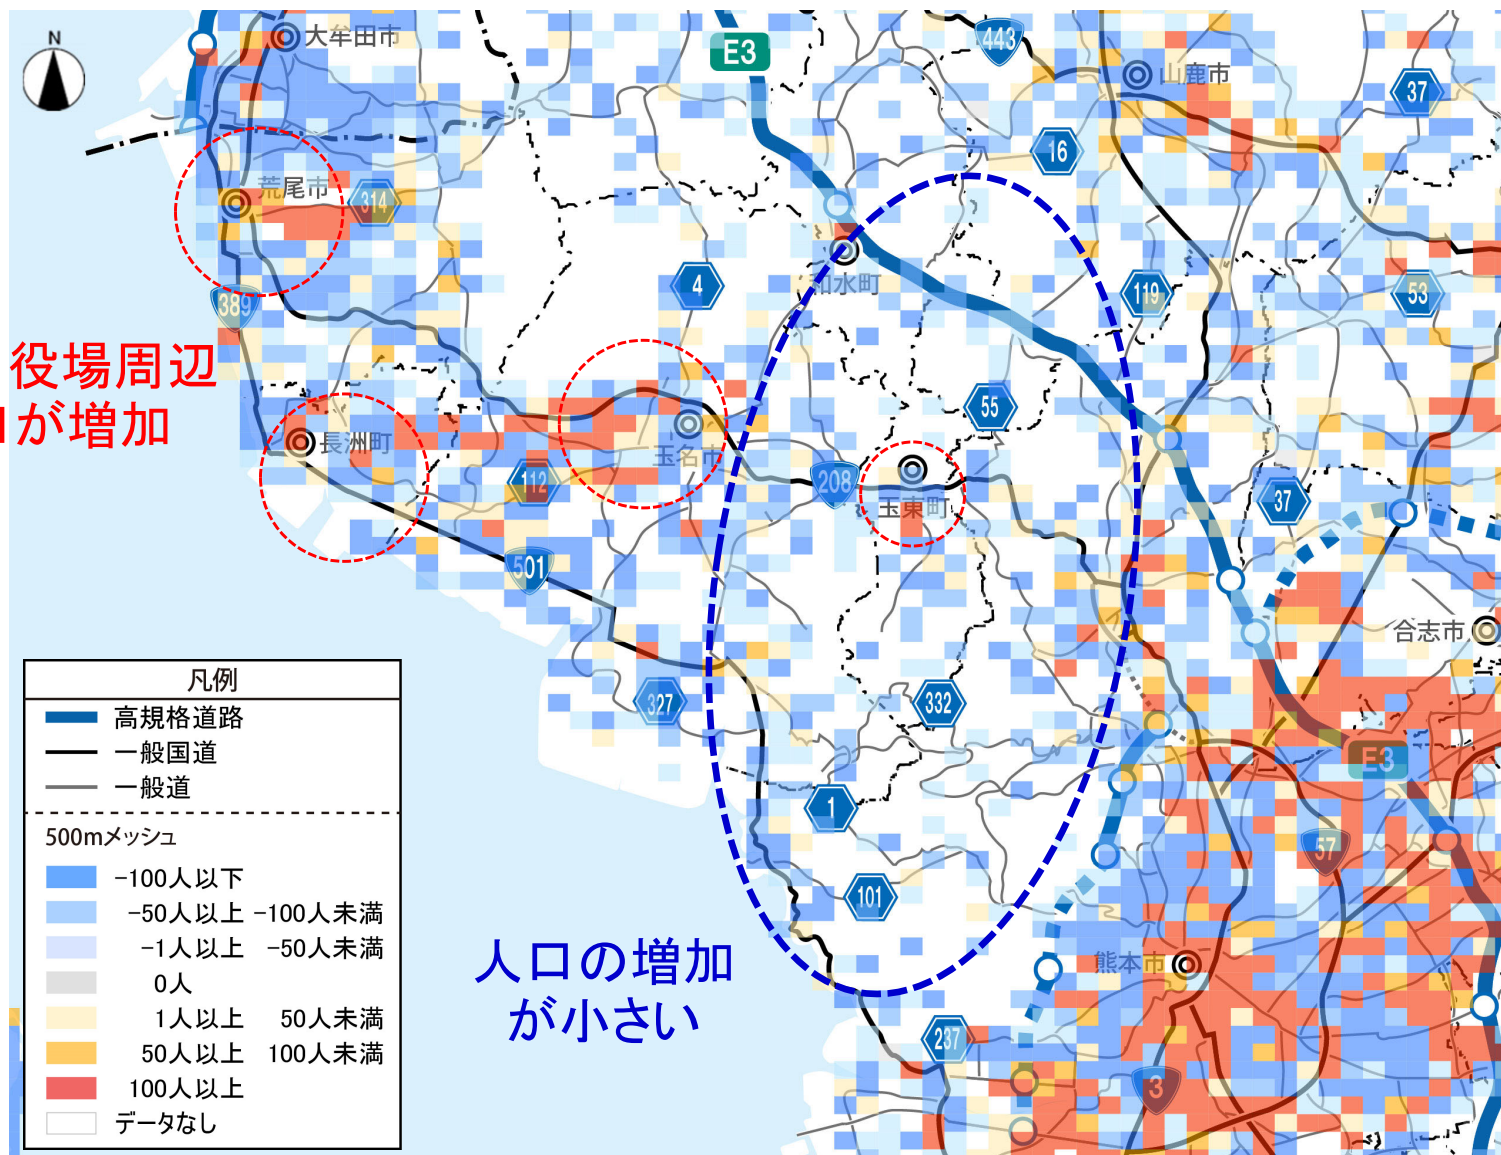 N
大牟田市
E3
443
山鹿市
37
16
荒尾市
314
389
4
和水町
119
53
役場周辺
が増加
長洲町
玉名市
112
55
208
玉東町
37
501
合志市
327
332
E3
1
57
101
熊本市
人口の増加
が小さい
237
3
凡例
高規格道路
一般国道
一般道
500mメッシュ
-100人以下
-50人以上 -100人未満
-1人以上 -50人未満
0人
1人以上 50人未満
50人以上 100人未満
100人以上
データなし